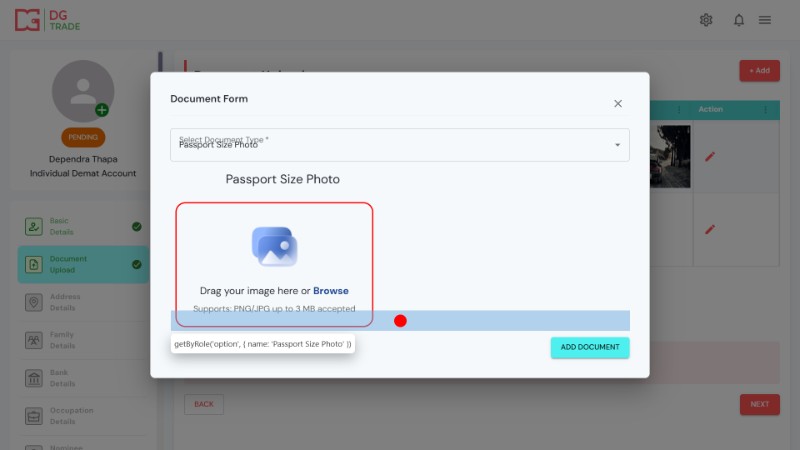 DG
TRADE
PENDING
Dependra Thapa
Individual Demat Account
Basic
Details
Document
Upload
Address
Details
Family
Details
Bank
Details
Occupation
Details
Nominee
+ Add
Action
Document Form
Select Document Type *
Passport Size Photo
Passport Size Photo
Drag your image here or Browse
Supports: PNG/JPG up to 3 MB accepted
getByRole('option', { name: 'Passport Size Photo' })
ADD DOCUMENT
BACK
NEXT